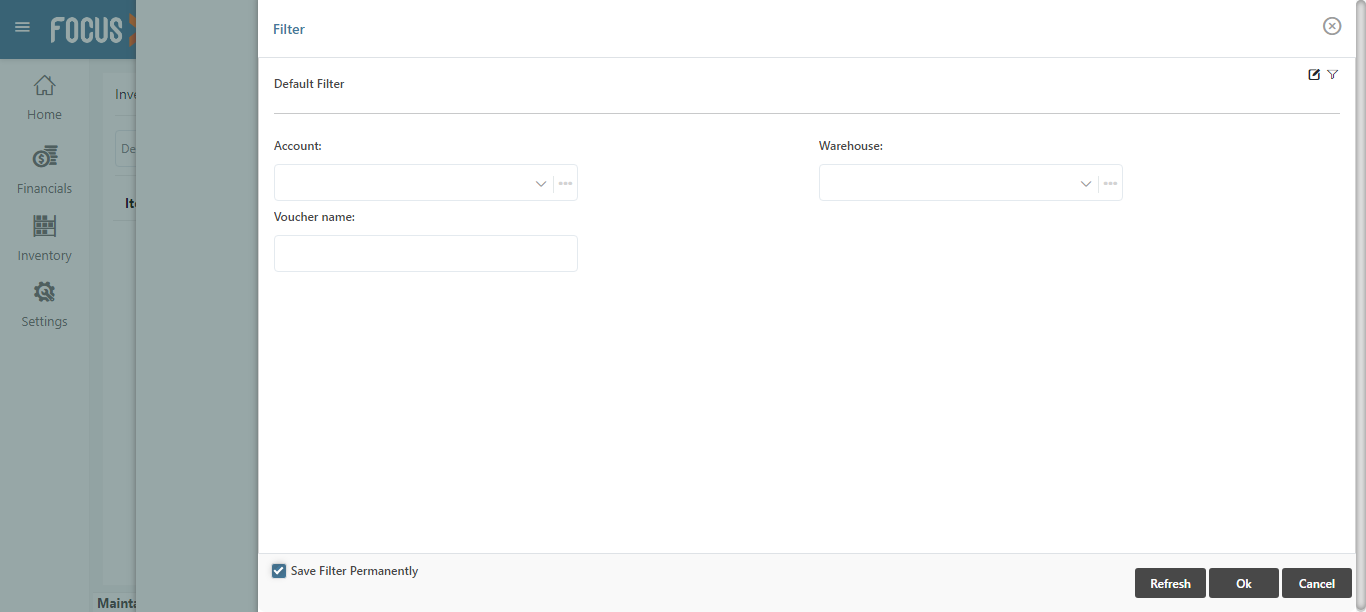 FOCUS
Filter
Default Filter
Home
Inve
De
Account:
Warehouse:
Financials
Ite
Voucher name:
Inventory
Settings
Save Filter Permanently
Refresh
Ok
Cancel
Mainta